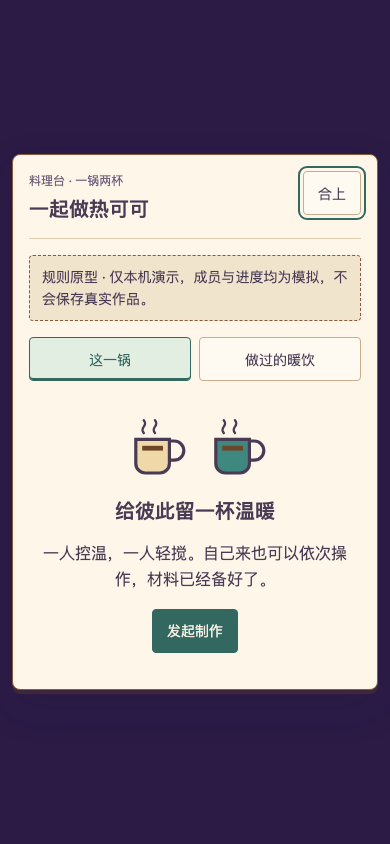 料理台 · 一锅两杯
一起做热可可
合上
规则原型 · 仅本机演示，成员与进度均为模拟，不
会保存真实作品。
这一锅
做过的暖饮
给彼此留一杯温暖
一人控温，一人轻搅。自己来也可以依次操
作，材料已经备好了。
发起制作